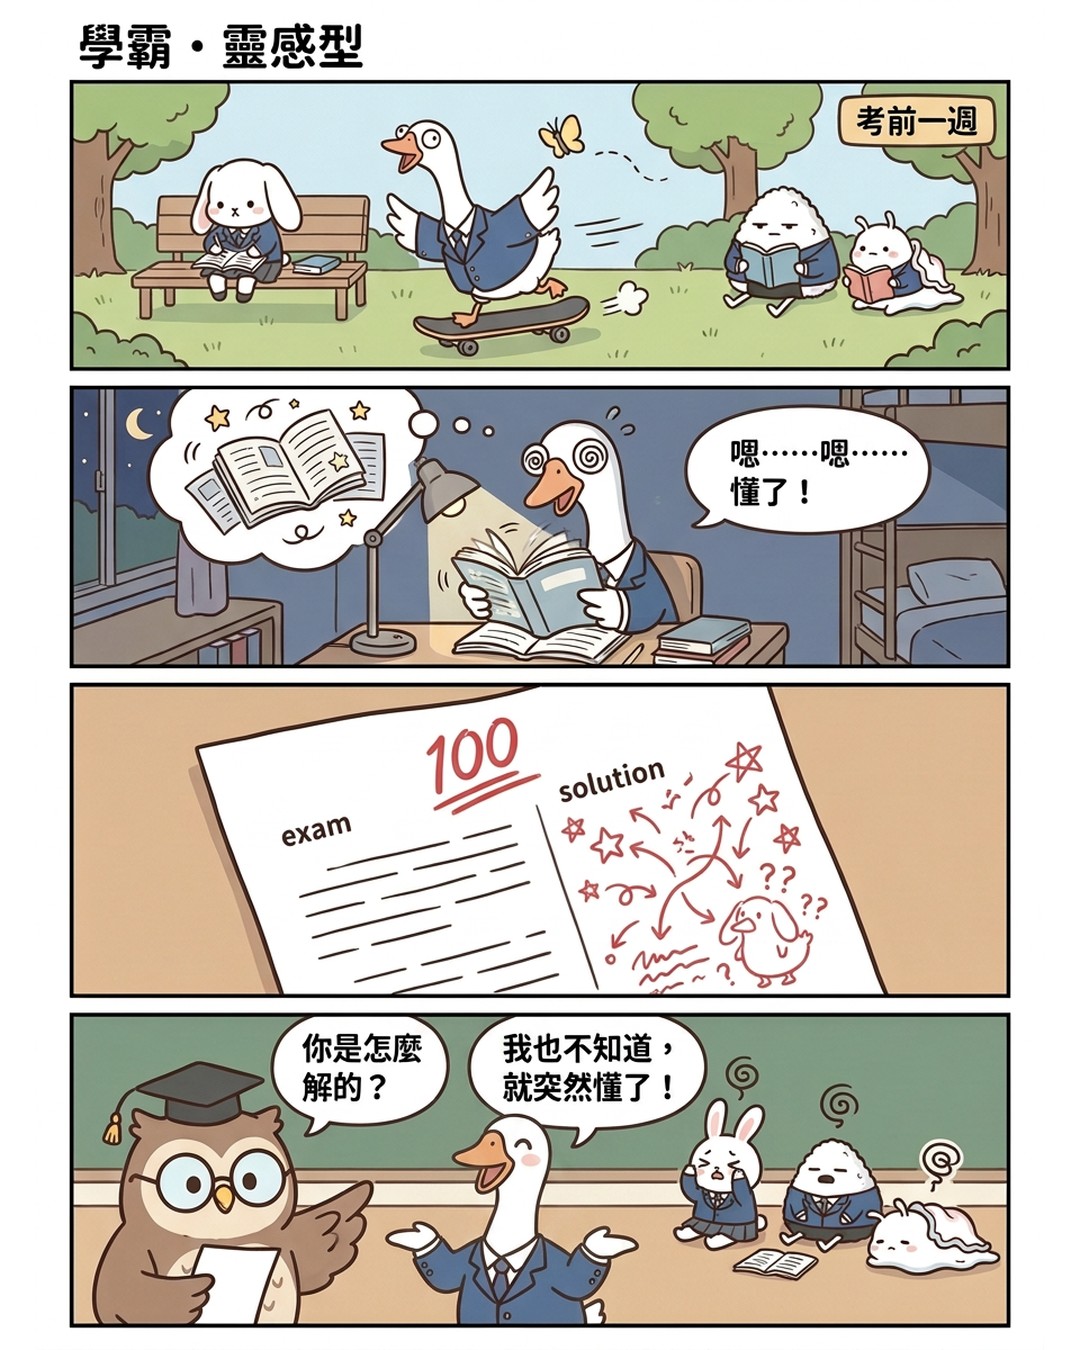 學霸・靈感型
考前一週
嗯……嗯……
懂了！
100
exam
solution
??
??
?
你是怎麼
解的？
我也不知道，
就突然懂了！